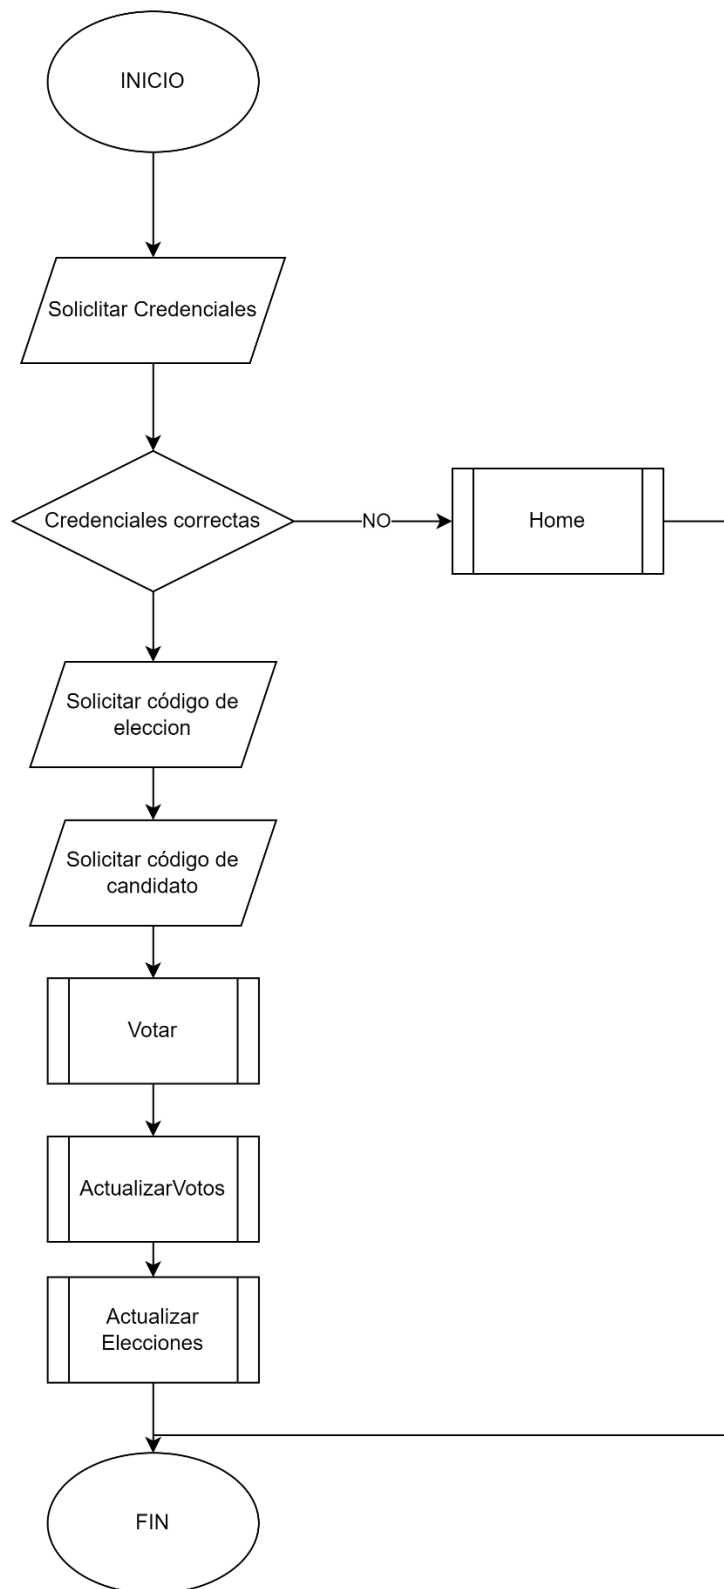 INICIO
Soliclitar Credenciales
Credenciales correctas
NO
Home
Solicitar código de
eleccion
Solicitar código de
candidato
Votar
ActualizarVotos
Actualizar
Elecciones
FIN